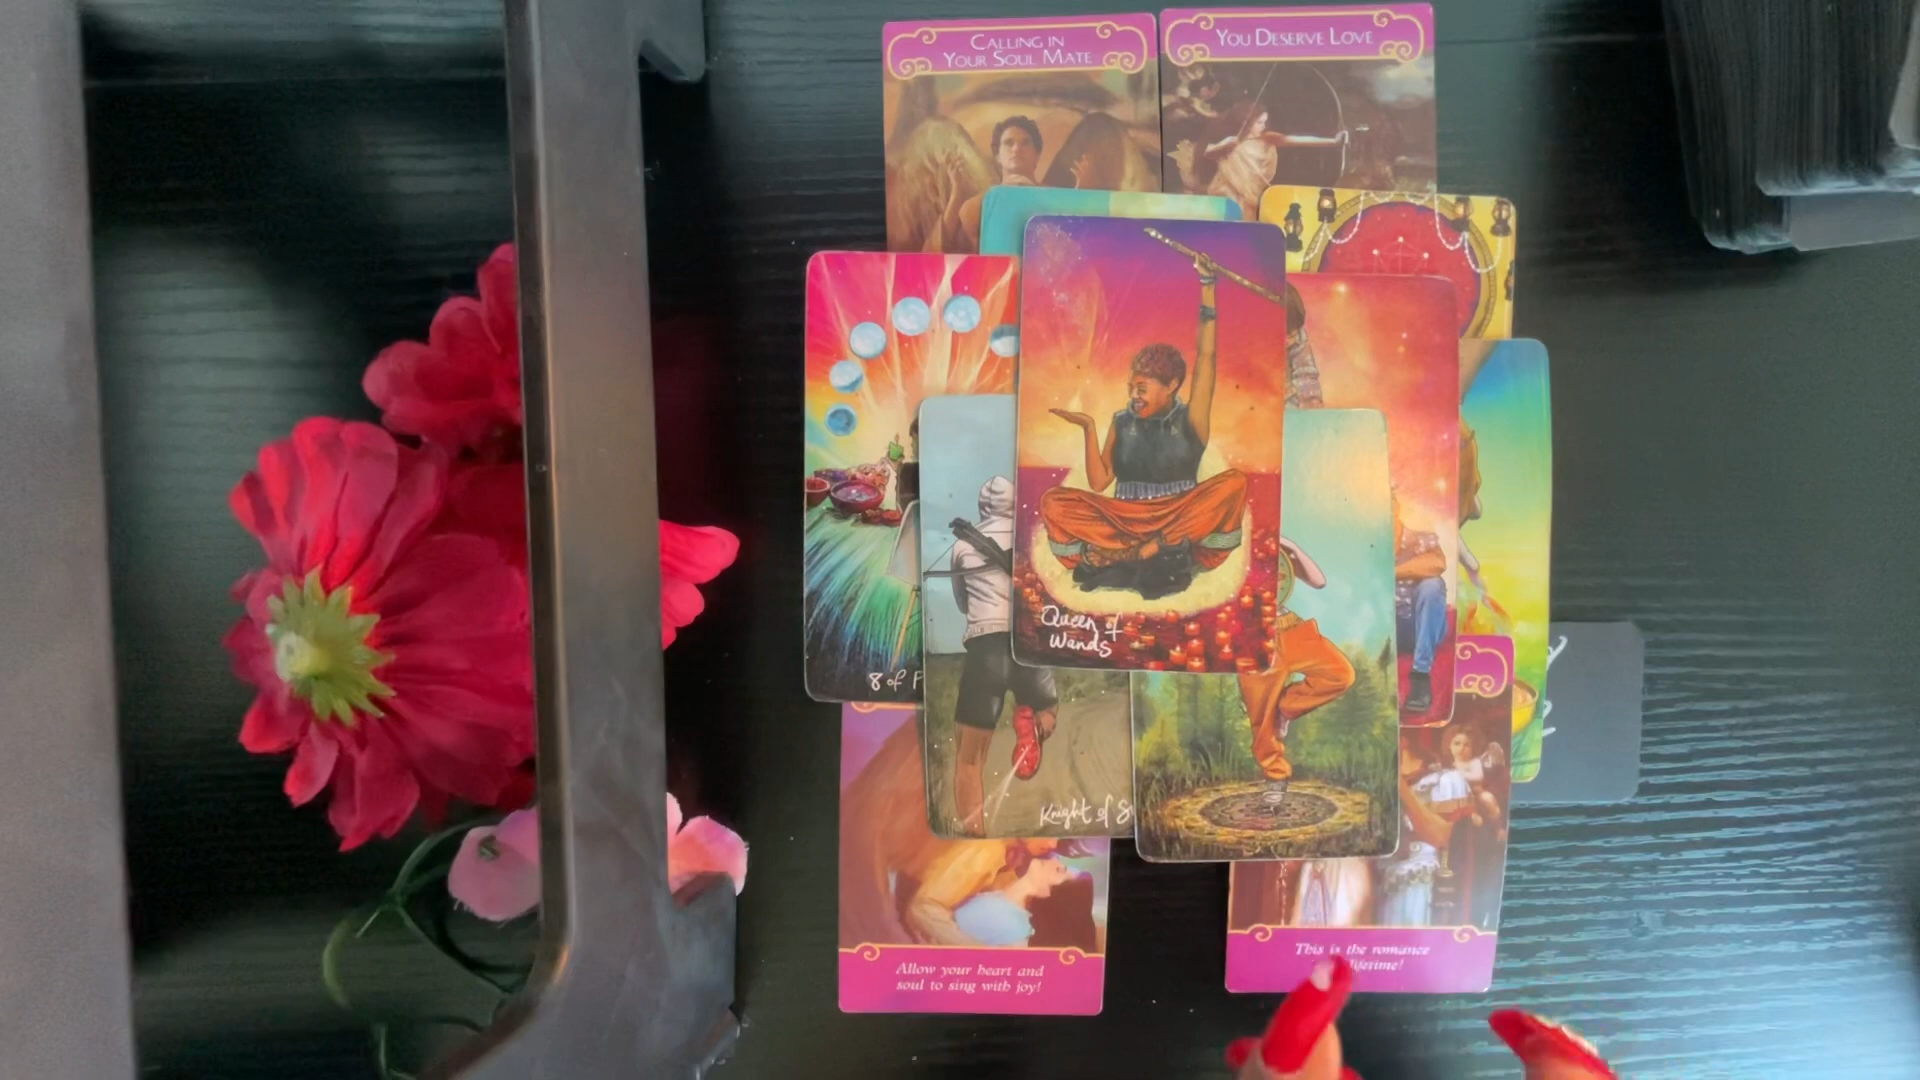 CALLING IN
YOUR SOUL MATE
YOU DESERVE LOVE
Queen of
Wands
8 of
Knight of
Allow your heart and
soul to sing with joy!
This is the romance
lifetime!